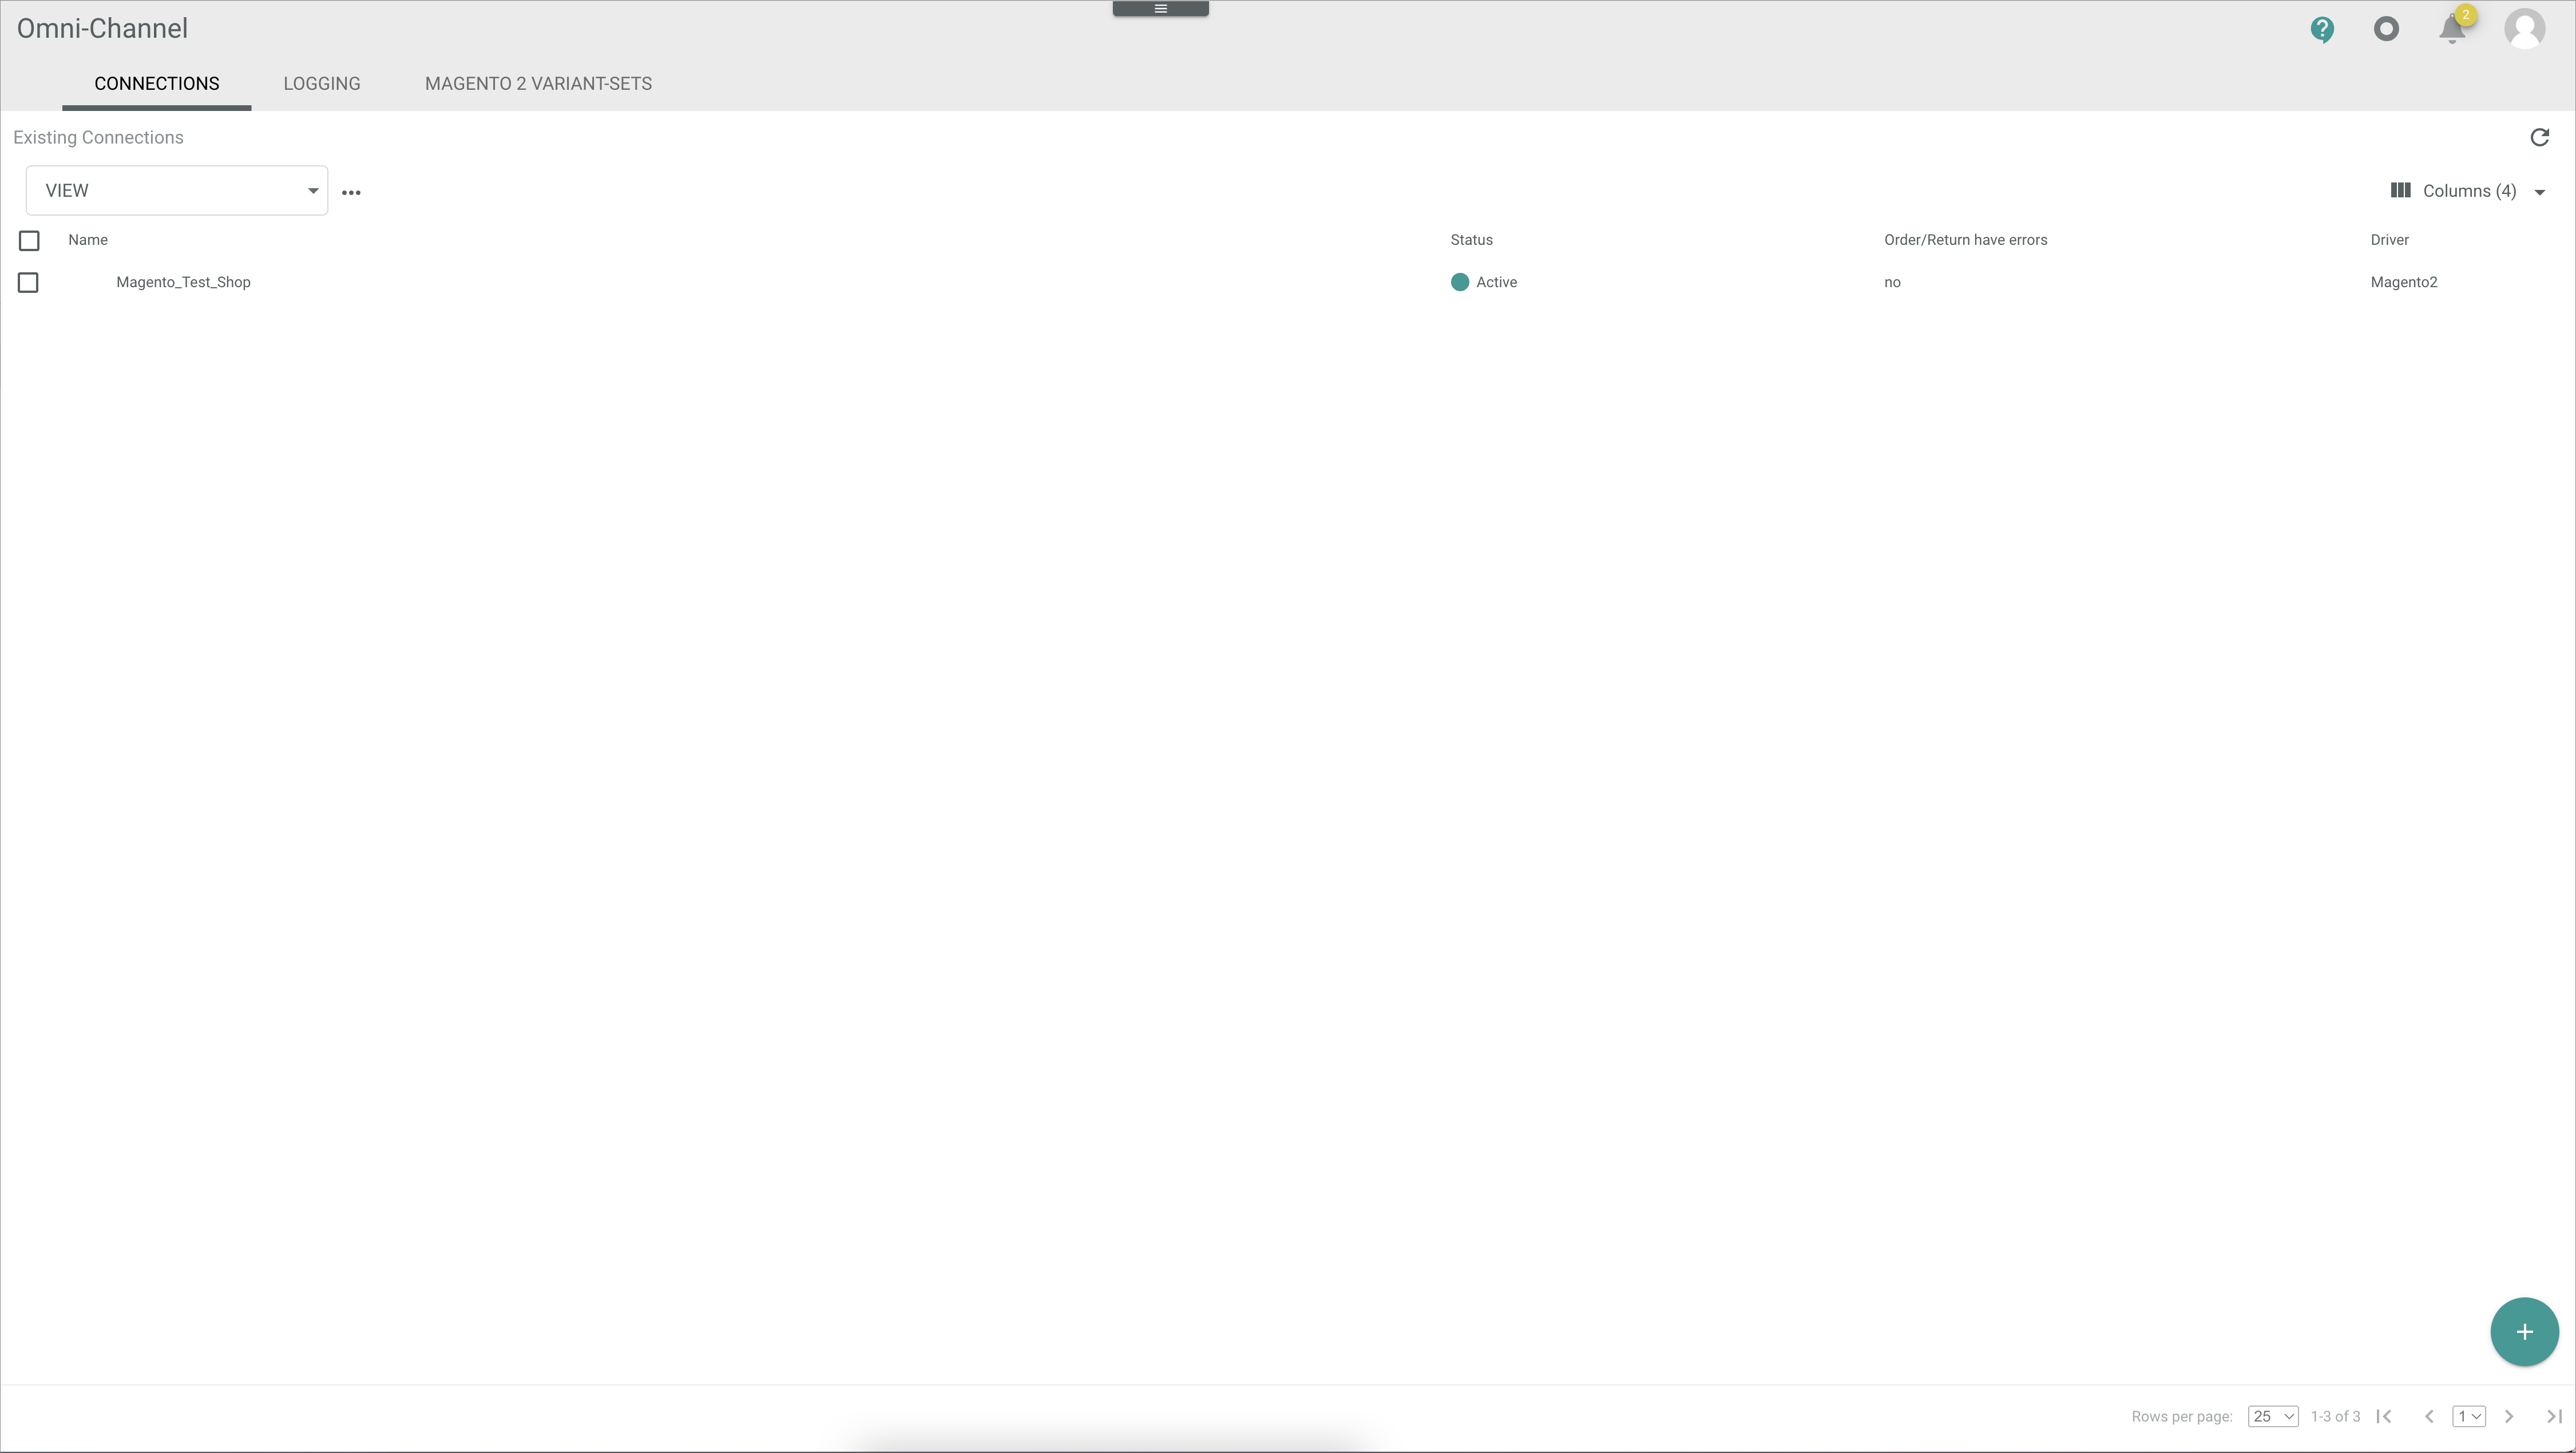 Omni-Channel
2
CONNECTIONS LOGGING MAGENTO 2 VARIANT-SETS
Existing Connections
VIEW Columns (4)
Name Status Order/Return have errors Driver
Magento_Test_Shop Active no Magento2
Rows per page: 25 1-3 of 3 1